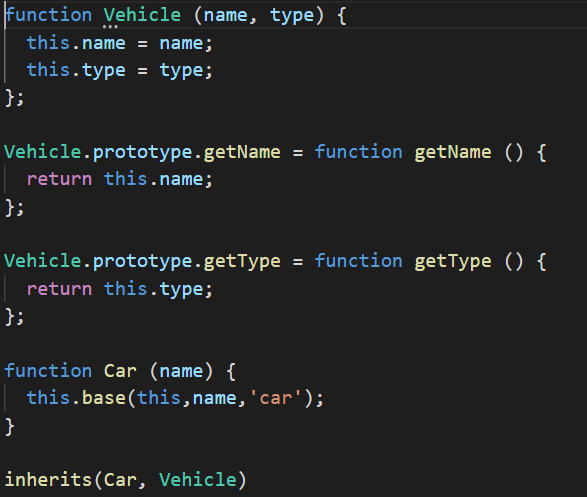 function Vehicle (name, type) {
  this.name = name;
  this.type = type;
};

Vehicle.prototype.getName = function getName () {
  return this.name;
};

Vehicle.prototype.getType = function getType () {
  return this.type;
};

function Car (name) {
  this.base(this,name,'car');
}

inherits(Car, Vehicle)